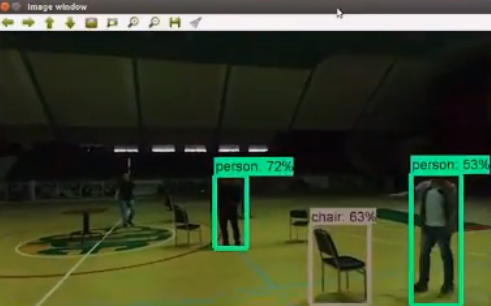 Image window
person: 72%
person: 53%
chair: 63%